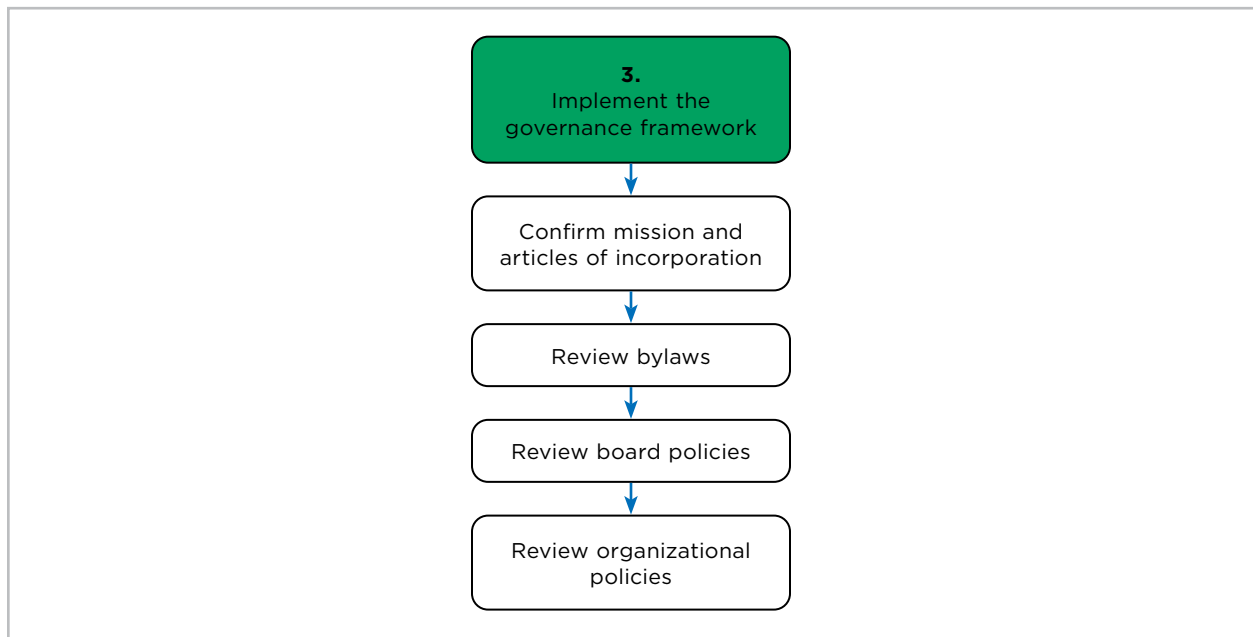 3.
Implement the
governance framework
Confirm mission and
articles of incorporation
Review bylaws
Review board policies
Review organizational
policies